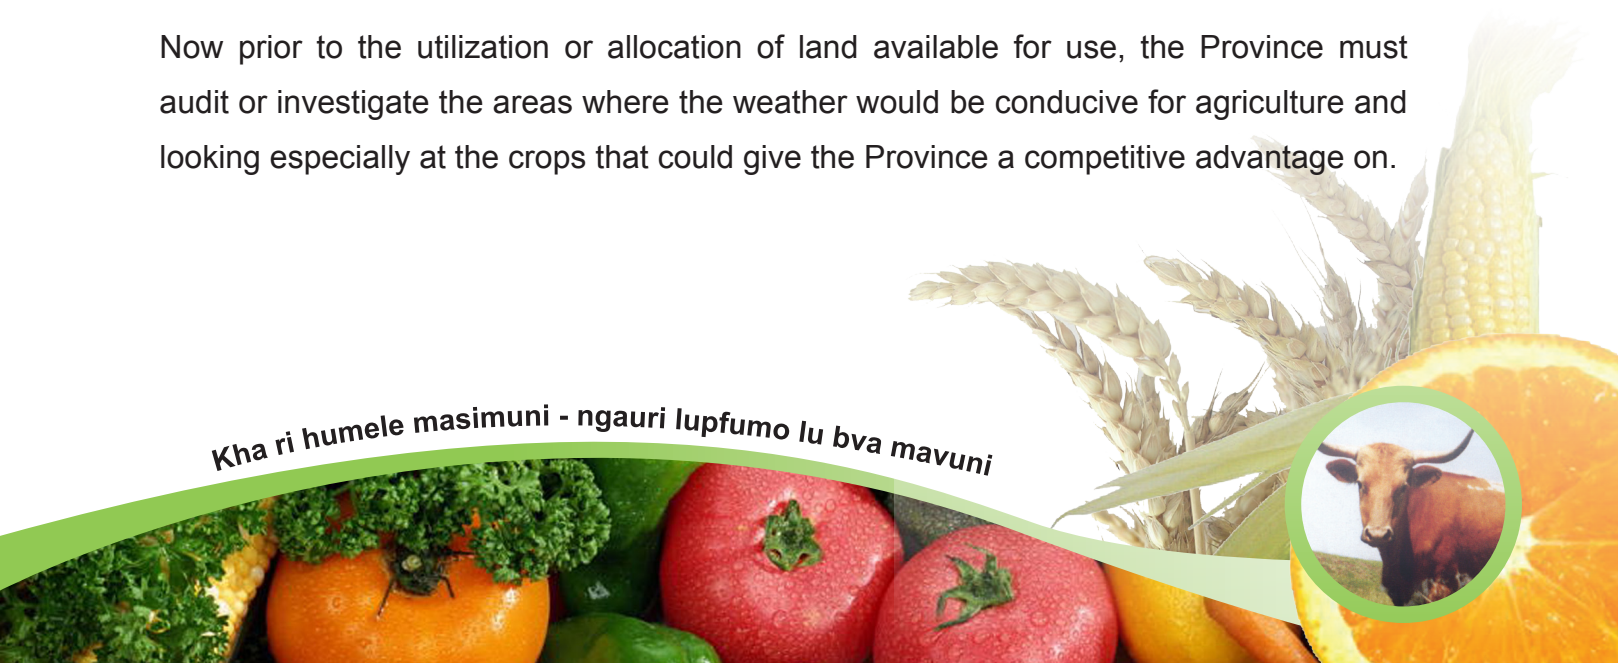 Now prior to the utilization or allocation of land available for use, the Province must
audit or investigate the areas where the weather would be conducive for agriculture and
looking especially at the crops that could give the Province a competitive advantage on.
Kha ri humele masimuni - ngauri lupfumo lu bva mavuni